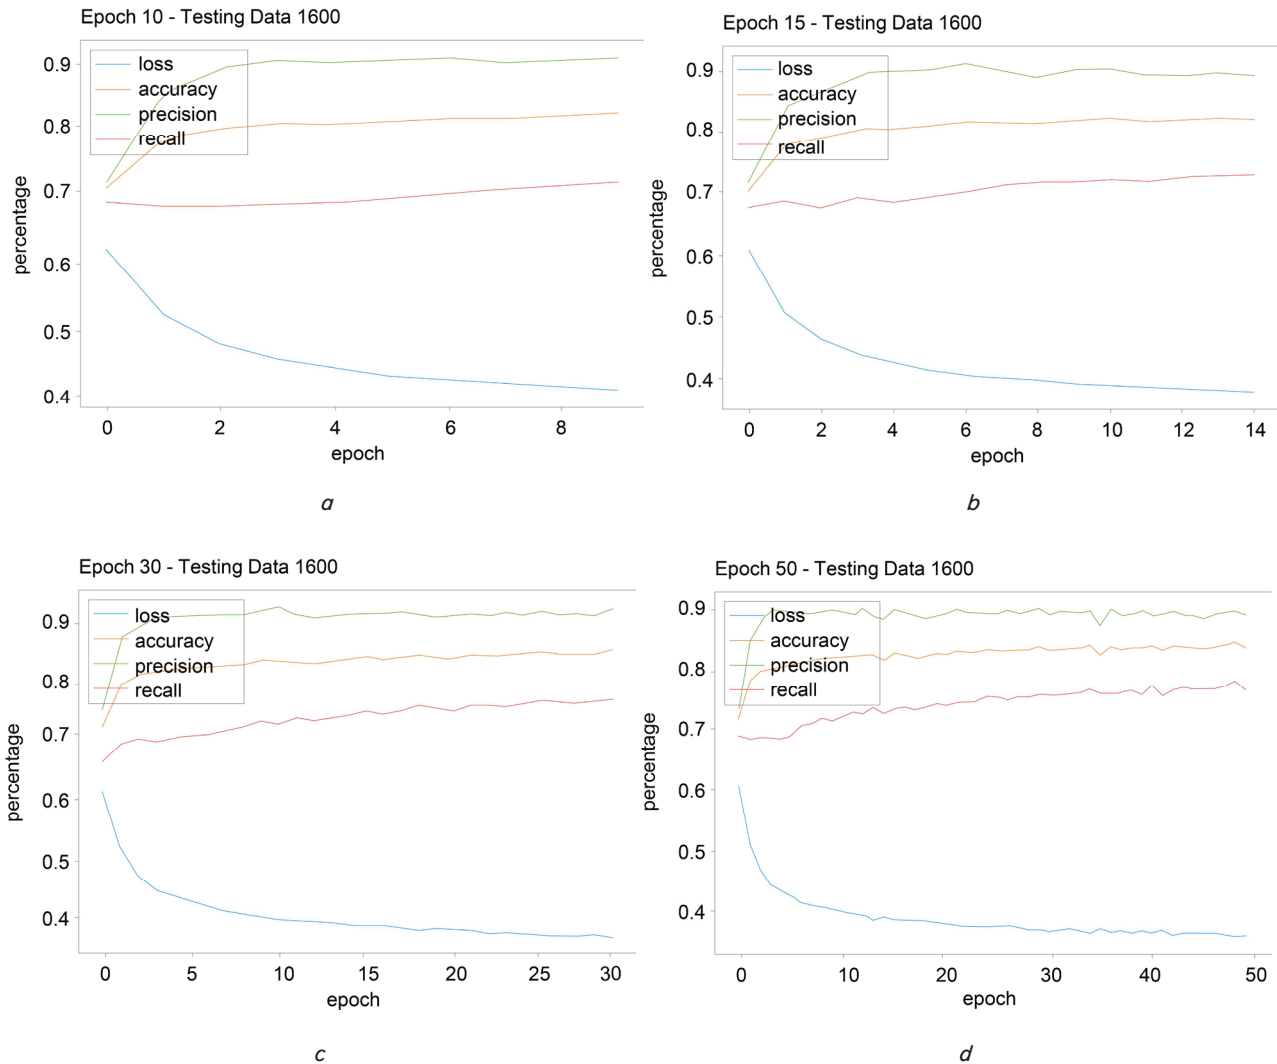 Epoch 10 - Testing Data 1600
loss
accuracy
precision
recall
0.9
0.8
0.7
0.6
0.5
0.4
percentage
0 2 4 6 8
epoch
a
Epoch 15 - Testing Data 1600
loss
accuracy
precision
recall
0.9
0.8
0.7
0.6
0.5
0.4
percentage
0 2 4 6 8 10 12 14
epoch
b
Epoch 30 - Testing Data 1600
loss
accuracy
precision
recall
0.9
0.8
0.7
0.6
0.5
0.4
percentage
0 5 10 15 20 25 30
epoch
c
Epoch 50 - Testing Data 1600
loss
accuracy
precision
recall
0.9
0.8
0.7
0.6
0.5
0.4
percentage
0 10 20 30 40 50
epoch
d